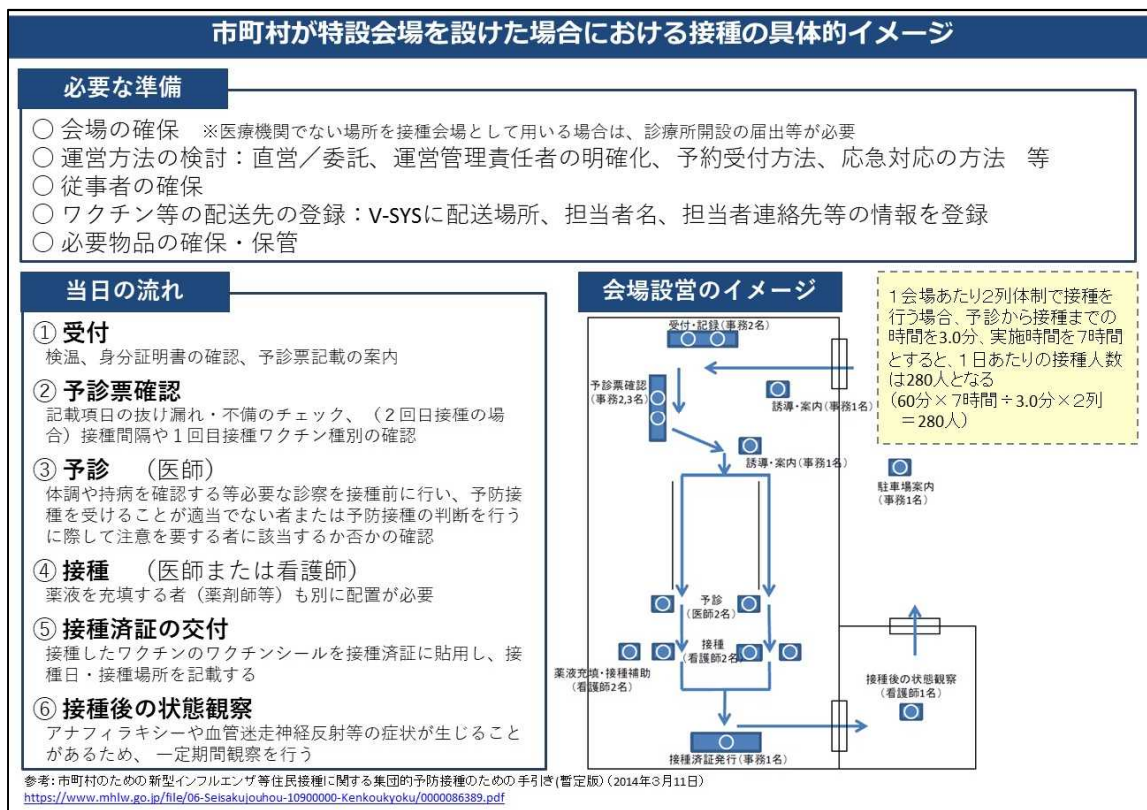 市町村が特設会場を設けた場合における接種の具体的イメージ
必要な準備
○ 会場の確保 ※医療機関でない場所を接種会場として用いる場合は、診療所開設の届出等が必要
○ 運営方法の検討：直営／委託、運営管理責任者の明確化、予約受付方法、応急対応の方法 等
○ 従事者の確保
○ ワクチン等の配送先の登録：V-SYSに配送場所、担当者名、担当者連絡先等の情報を登録
○ 必要物品の確保・保管
当日の流れ
① 受付
検温、身分証明書の確認、予診票記載の案内
② 予診票確認
記載項目の抜け漏れ・不備のチェック、（２回目接種の場
合）接種間隔や１回目接種ワクチン種別の確認
③ 予診 （医師）
体調や持病を確認する等必要な診察を接種前に行い、予防接
種を受けることが適当でない者または予防接種の判断を行う
に際して注意を要する者に該当するか否かの確認
④ 接種 （医師または看護師）
薬液を充填する者（薬剤師等）も別に配置が必要
⑤ 接種済証の交付
接種したワクチンのワクチンシールを接種済証に貼用し、接
種日・接種場所を記載する
⑥ 接種後の状態観察
アナフィラキシーや血管迷走神経反射等の症状が生じること
があるため、 一定期間観察を行う
会場設営のイメージ
受付・記録（事務2名）
予診票確認
（事務2,3名）
誘導・案内（事務1名）
誘導・案内（事務1名）
駐車場案内
（事務1名）
予診
（医師2名）
接種
（看護師2名）
薬液充填・接種補助
（看護師2名）
接種後の状態観察
（看護師1名）
接種済証発行（事務1名）
１会場あたり２列体制で接種を
行う場合、予診から接種までの
時間を3.0分、実施時間を７時間
とすると、１日あたりの接種人数
は280人となる
（60分×７時間÷3.0分×２列
＝280人）
参考：市町村のための新型インフルエンザ等住民接種に関する集団的予防接種のための手引き（暫定版）（2014年３月11日）
https://www.mhlw.go.jp/file/06-Seisakujouhou-10900000-Kenkoukyoku/0000086389.pdf